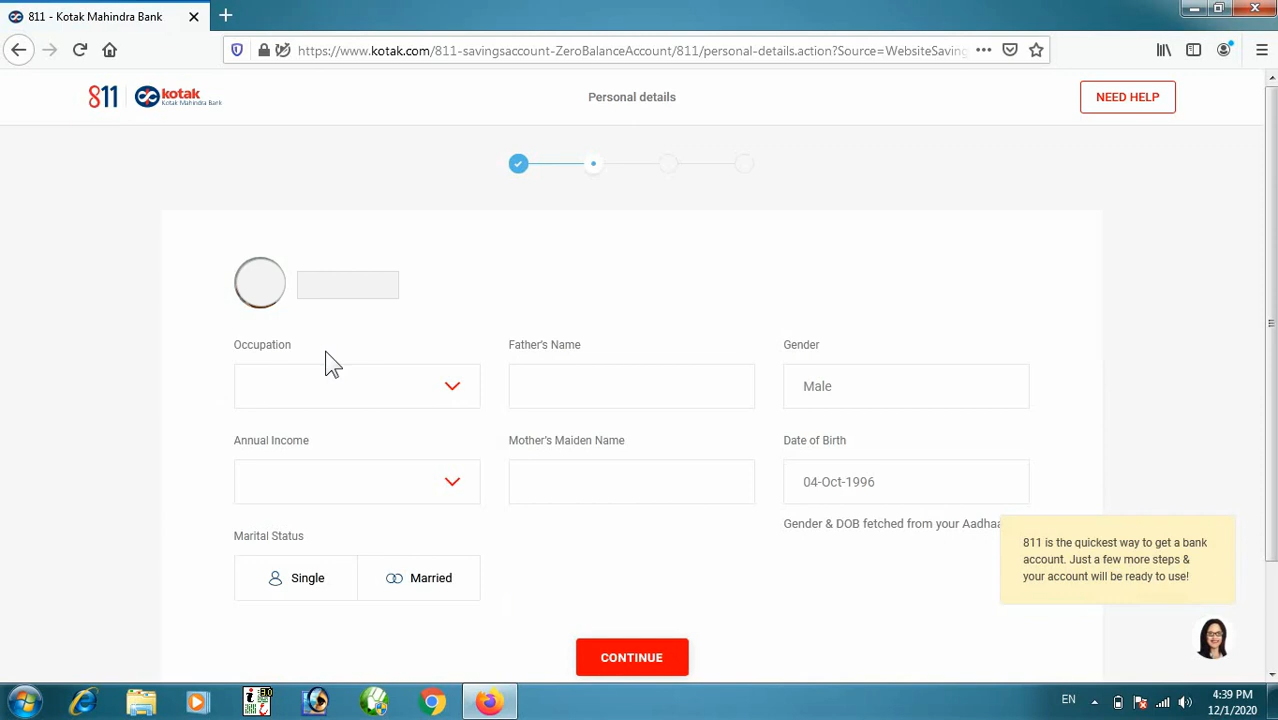 811 - Kotak Mahindra Bank
https://www.kotak.com/811-savingsaccount-ZeroBalanceAccount/811/personal-details.action?Source=WebsiteSaving
811 kotak
Kotak Mahindra Bank
Personal details
NEED HELP
Occupation
Father's Name
Gender
Male
Annual Income
Mother's Maiden Name
Date of Birth
04-Oct-1996
Gender & DOB fetched from your Aadhaa
Marital Status
Single
Married
811 is the quickest way to get a bank
account. Just a few more steps &
your account will be ready to use!
CONTINUE
EN
4:39 PM
12/1/2020